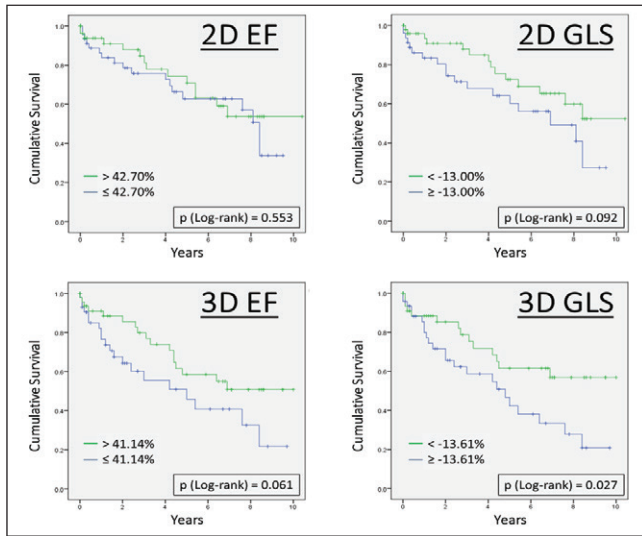 2D EF
1.0
0.8
0.6
0.4
0.2
0.0
Cumulative Survival
> 42.70%
≤ 42.70%
p (Log-rank) = 0.553
0 2 4 6 8 10
Years
2D GLS
1.0
0.8
0.6
0.4
0.2
0.0
Cumulative Survival
< -13.00%
≥ -13.00%
p (Log-rank) = 0.092
0 2 4 6 8 10
Years
3D EF
1.0
0.8
0.6
0.4
0.2
0.0
Cumulative Survival
> 41.14%
≤ 41.14%
p (Log-rank) = 0.061
0 2 4 6 8 10
Years
3D GLS
1.0
0.8
0.6
0.4
0.2
0.0
Cumulative Survival
< -13.61%
≥ -13.61%
p (Log-rank) = 0.027
0 2 4 6 8 10
Years